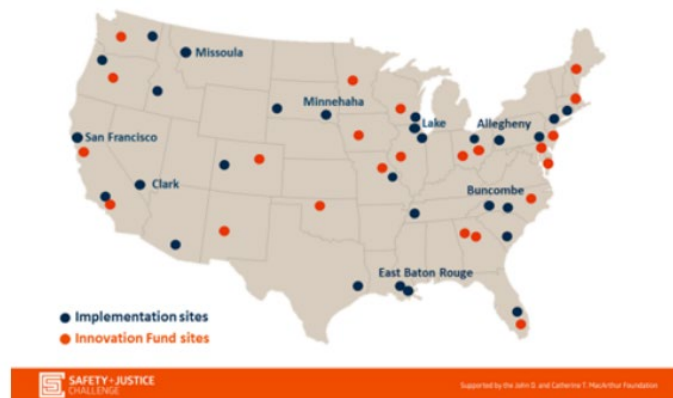 Missoula
Minnehaha
Lake
Allegheny
San Francisco
Clark
Buncombe
East Baton Rouge
Implementation sites
Innovation Fund sites
SAFETY+JUSTICE
CHALLENGE
Supported by the John D. and Catherine T. MacArthur Foundation